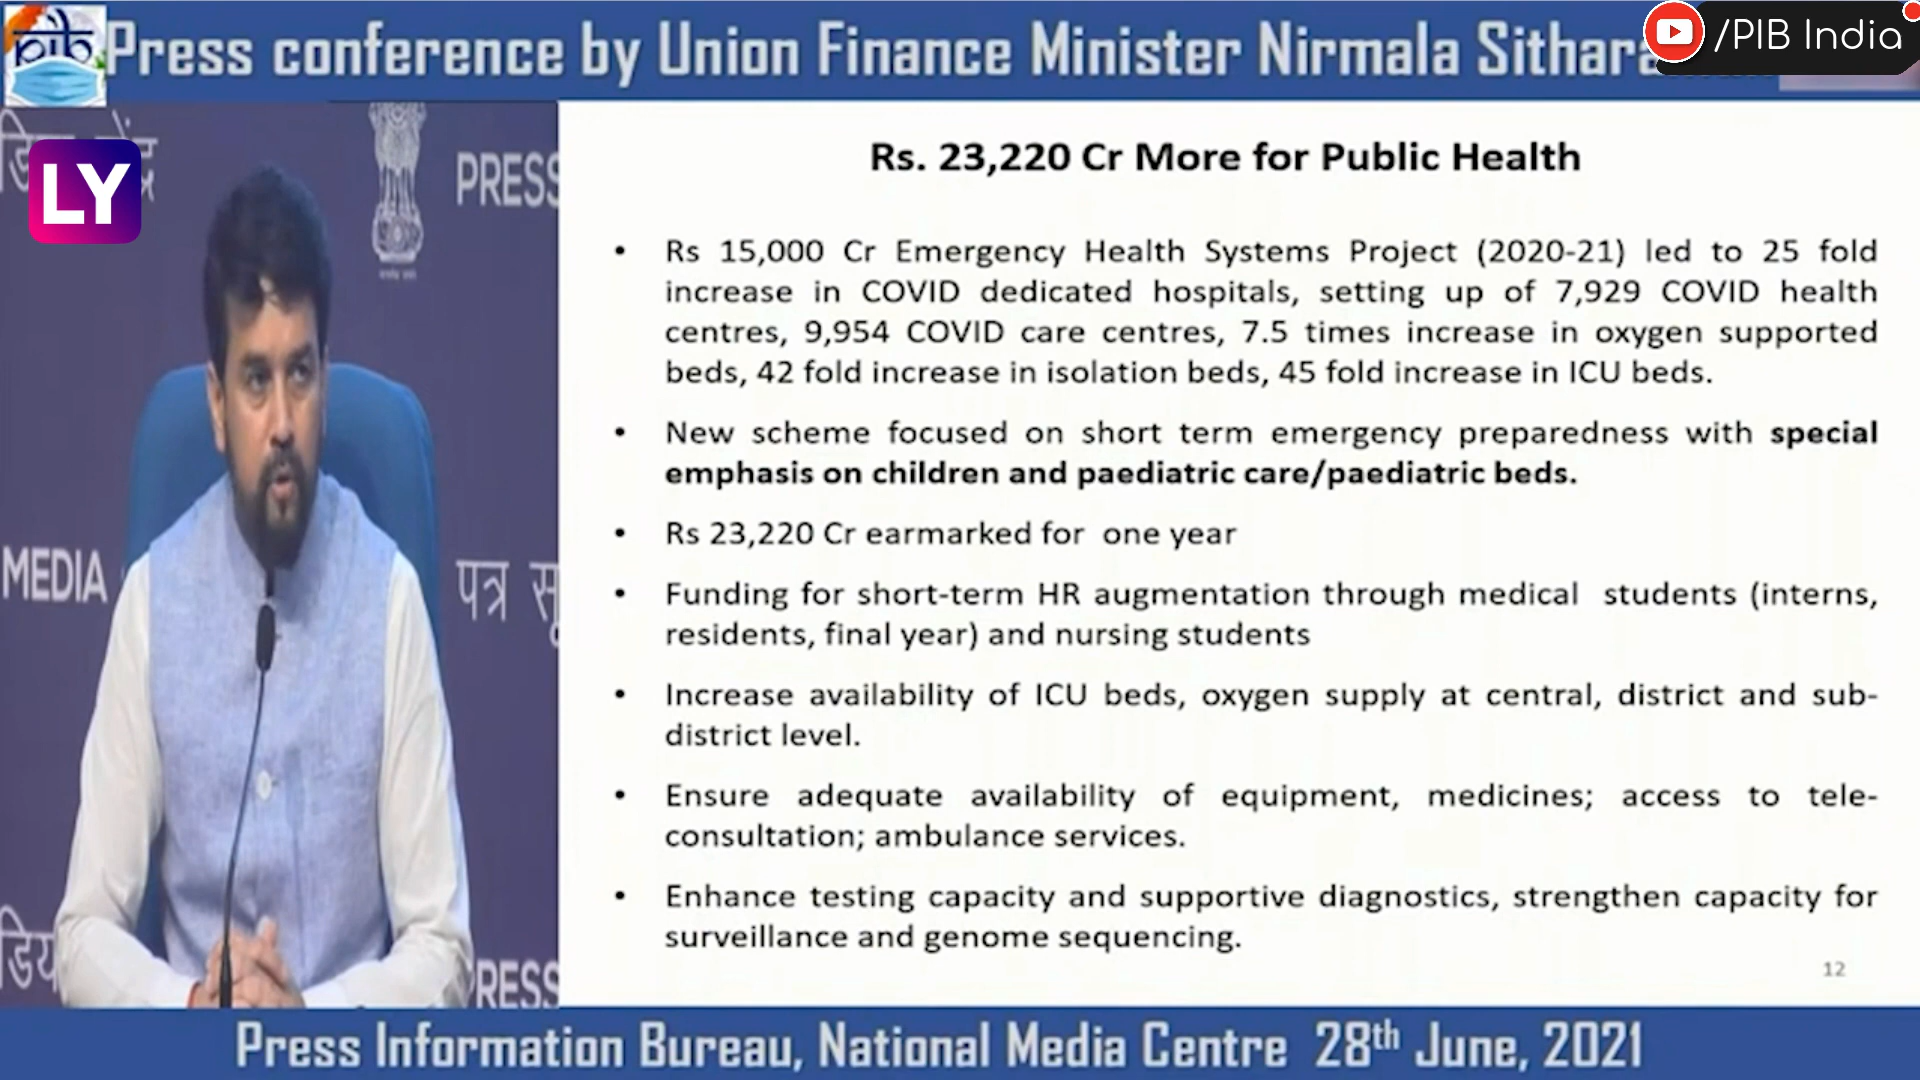 pib
Press conference by Union Finance Minister Nirmala
/PIB India
LY
PRESS
MEDIA
पत्र
PRESS
Rs. 23,220 Cr More for Public Health
• Rs 15,000 Cr Emergency Health Systems Project (2020-21) led to 25 fold
increase in COVID dedicated hospitals, setting up of 7,929 COVID health
centres, 9,954 COVID care centres, 7.5 times increase in oxygen supported
beds, 42 fold increase in isolation beds, 45 fold increase in ICU beds.
• New scheme focused on short term emergency preparedness with special
emphasis on children and paediatric care/paediatric beds.
• Rs 23,220 Cr earmarked for one year
• Funding for short-term HR augmentation through medical students (interns,
residents, final year) and nursing students
• Increase availability of ICU beds, oxygen supply at central, district and sub-
district level.
• Ensure adequate availability of equipment, medicines; access to tele-
consultation; ambulance services.
• Enhance testing capacity and supportive diagnostics, strengthen capacity for
surveillance and genome sequencing.
12
Press Information Bureau, National Media Centre 28th June, 2021